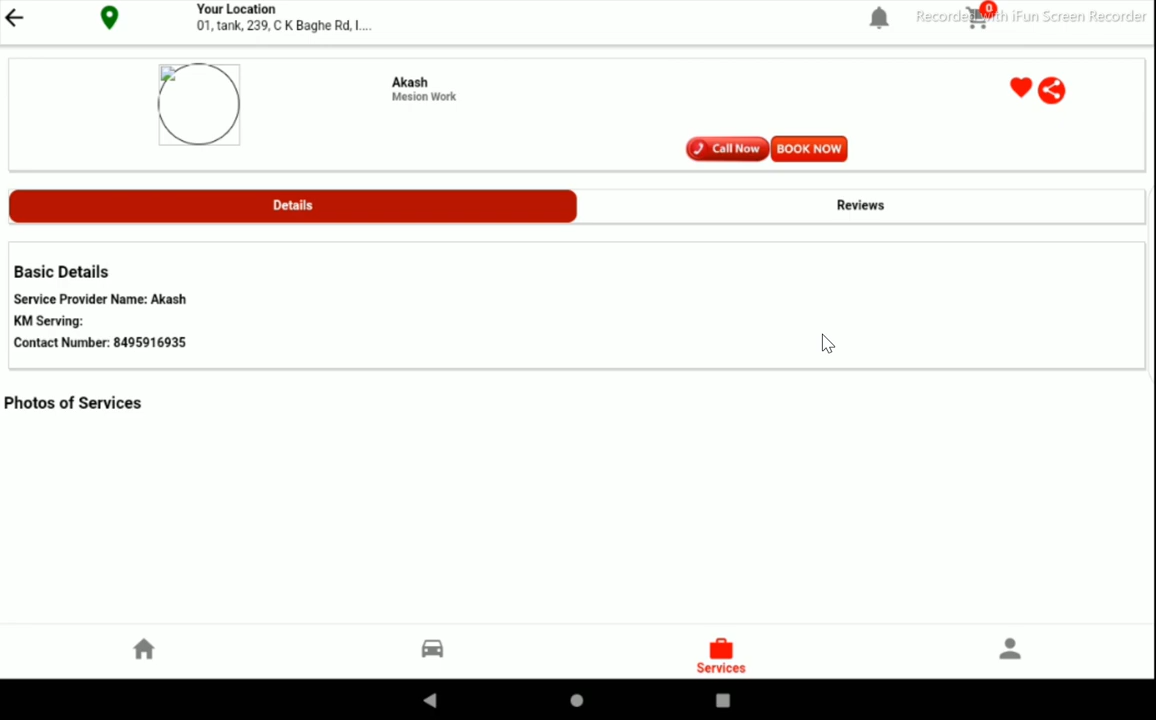 Your Location
01, tank, 239, C K Baghe Rd, I....
Recorded with iFun Screen Recorder
0
Akash
Mesion Work
Call Now
BOOK NOW
Details
Reviews
Basic Details
Service Provider Name: Akash
KM Serving:
Contact Number: 8495916935
Photos of Services
Services